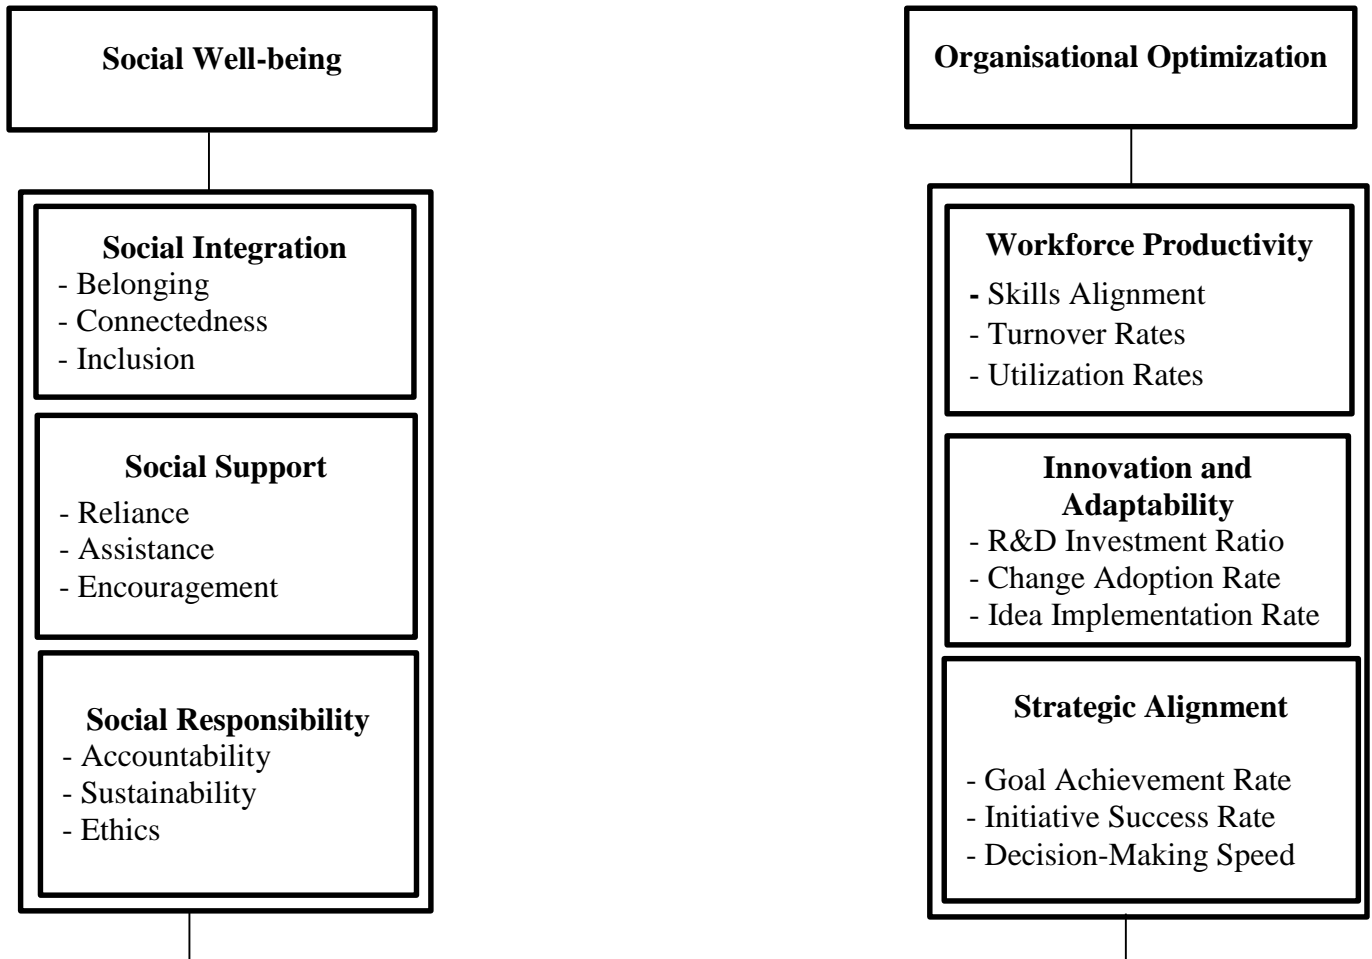 Social Well-being
Social Integration
- Belonging
- Connectedness
- Inclusion
Social Support
- Reliance
- Assistance
- Encouragement
Social Responsibility
- Accountability
- Sustainability
- Ethics
Organisational Optimization
Workforce Productivity
- Skills Alignment
- Turnover Rates
- Utilization Rates
Innovation and
Adaptability
- R&D Investment Ratio
- Change Adoption Rate
- Idea Implementation Rate
Strategic Alignment
- Goal Achievement Rate
- Initiative Success Rate
- Decision-Making Speed